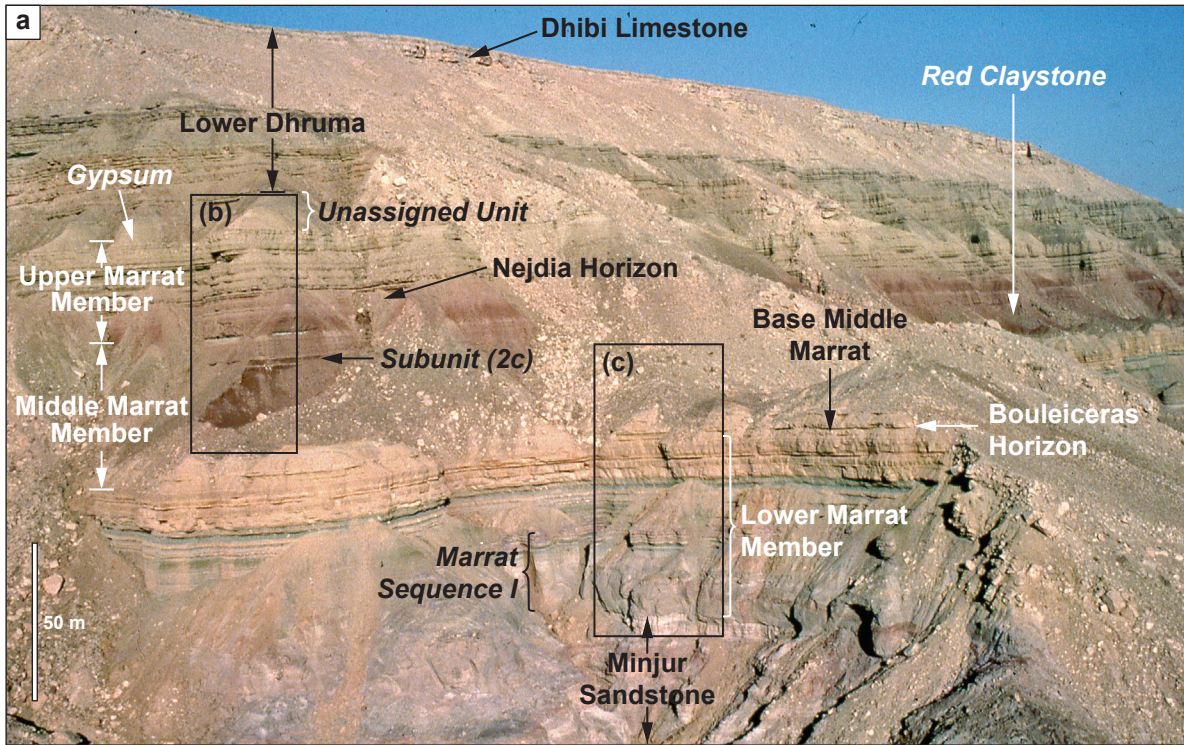 a
Dhibi Limestone
Red Claystone
Lower Dhruma
Gypsum
(b)
Unassigned Unit
Upper Marrat
Member
Nejdia Horizon
Base Middle
Marrat
Subunit (2c)
(c)
Middle Marrat
Member
Bouleiceras
Horizon
Lower Marrat
Member
Marrat
Sequence I
50 m
Minjur
Sandstone